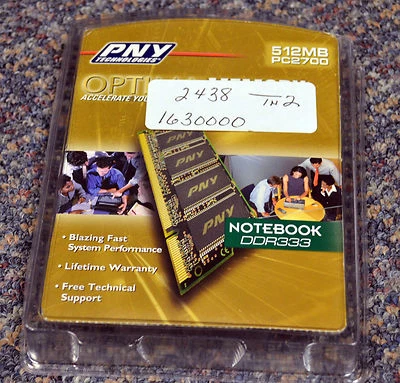 PNY
TECHNOLOGIES
512MB
PC2700
ACCELERATE YOU
2438
1630000
PNY
PNY
PNY
PNY
NOTEBOOK
DDR333
• Blazing Fast
System Performance
• Lifetime Warranty
• Free Technical
Support